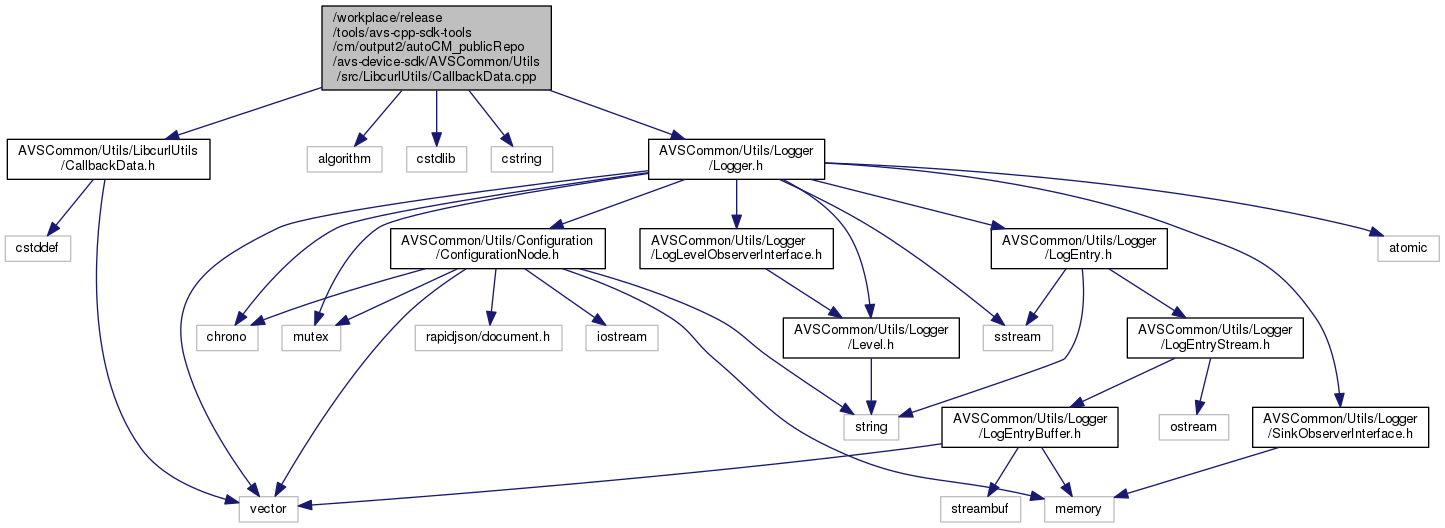 /workplace/release
/tools/avs-cpp-sdk-tools
/cm/output2/autoCM_publicRepo
/avs-device-sdk/AVSCommon/Utils
/src/LibcurlUtils/CallbackData.cpp
AVSCommon/Utils/LibcurlUtils
/CallbackData.h
algorithm
cstdlib
cstring
AVSCommon/Utils/Logger
/Logger.h
cstddef
AVSCommon/Utils/Configuration
/ConfigurationNode.h
AVSCommon/Utils/Logger
/LogLevelObserverInterface.h
AVSCommon/Utils/Logger
/LogEntry.h
atomic
chrono
mutex
rapidjson/document.h
iostream
AVSCommon/Utils/Logger
/Level.h
sstream
AVSCommon/Utils/Logger
/LogEntryStream.h
string
AVSCommon/Utils/Logger
/LogEntryBuffer.h
ostream
AVSCommon/Utils/Logger
/SinkObserverInterface.h
vector
streambuf
memory